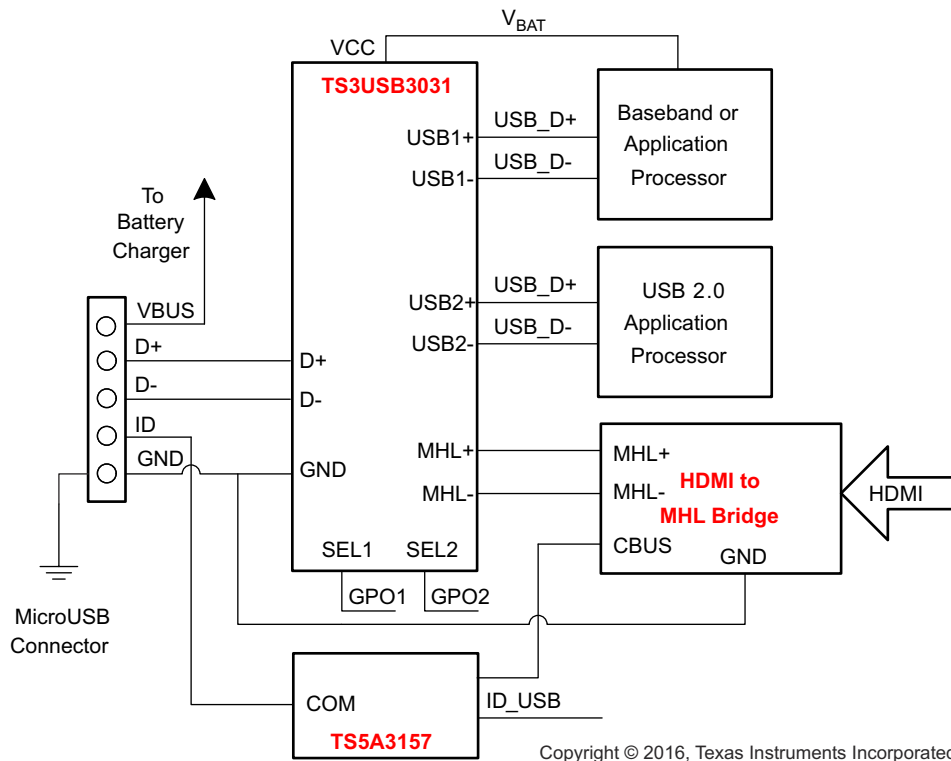 V_BAT
VCC
TS3USB3031
USB1+
USB_D+
USB1-
USB_D-
Baseband or
Application
Processor
To
Battery
Charger
USB2+
USB_D+
USB2-
USB_D-
USB 2.0
Application
Processor
VBUS
D+
D+
D-
D-
ID
GND
GND
MHL+
MHL-
MHL+
MHL-
HDMI to
MHL Bridge
CBUS
GND
HDMI
SEL1
SEL2
GPO1
GPO2
MicroUSB
Connector
COM
ID_USB
TS5A3157
Copyright © 2016, Texas Instruments Incorporated